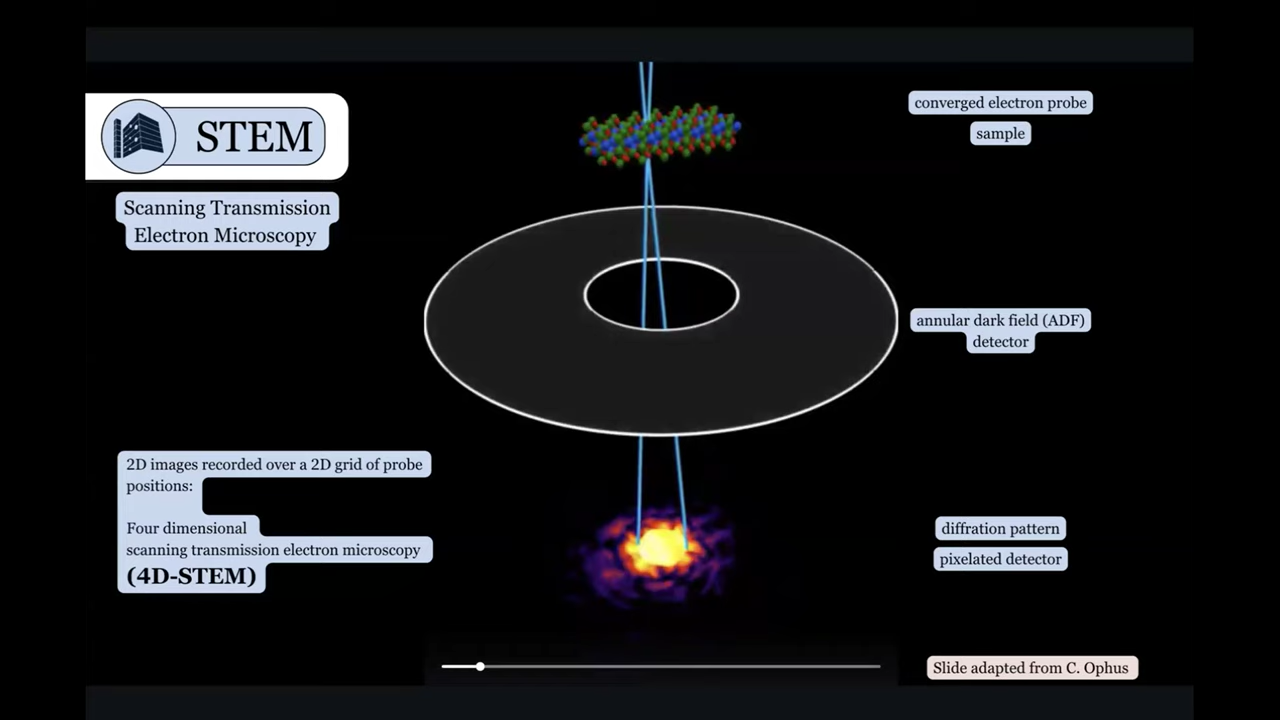 STEM
Scanning Transmission
Electron Microscopy
converged electron probe
sample
annular dark field (ADF)
detector
2D images recorded over a 2D grid of probe
positions:
Four dimensional
scanning transmission electron microscopy
(4D-STEM)
diffration pattern
pixelated detector
Slide adapted from C. Ophus